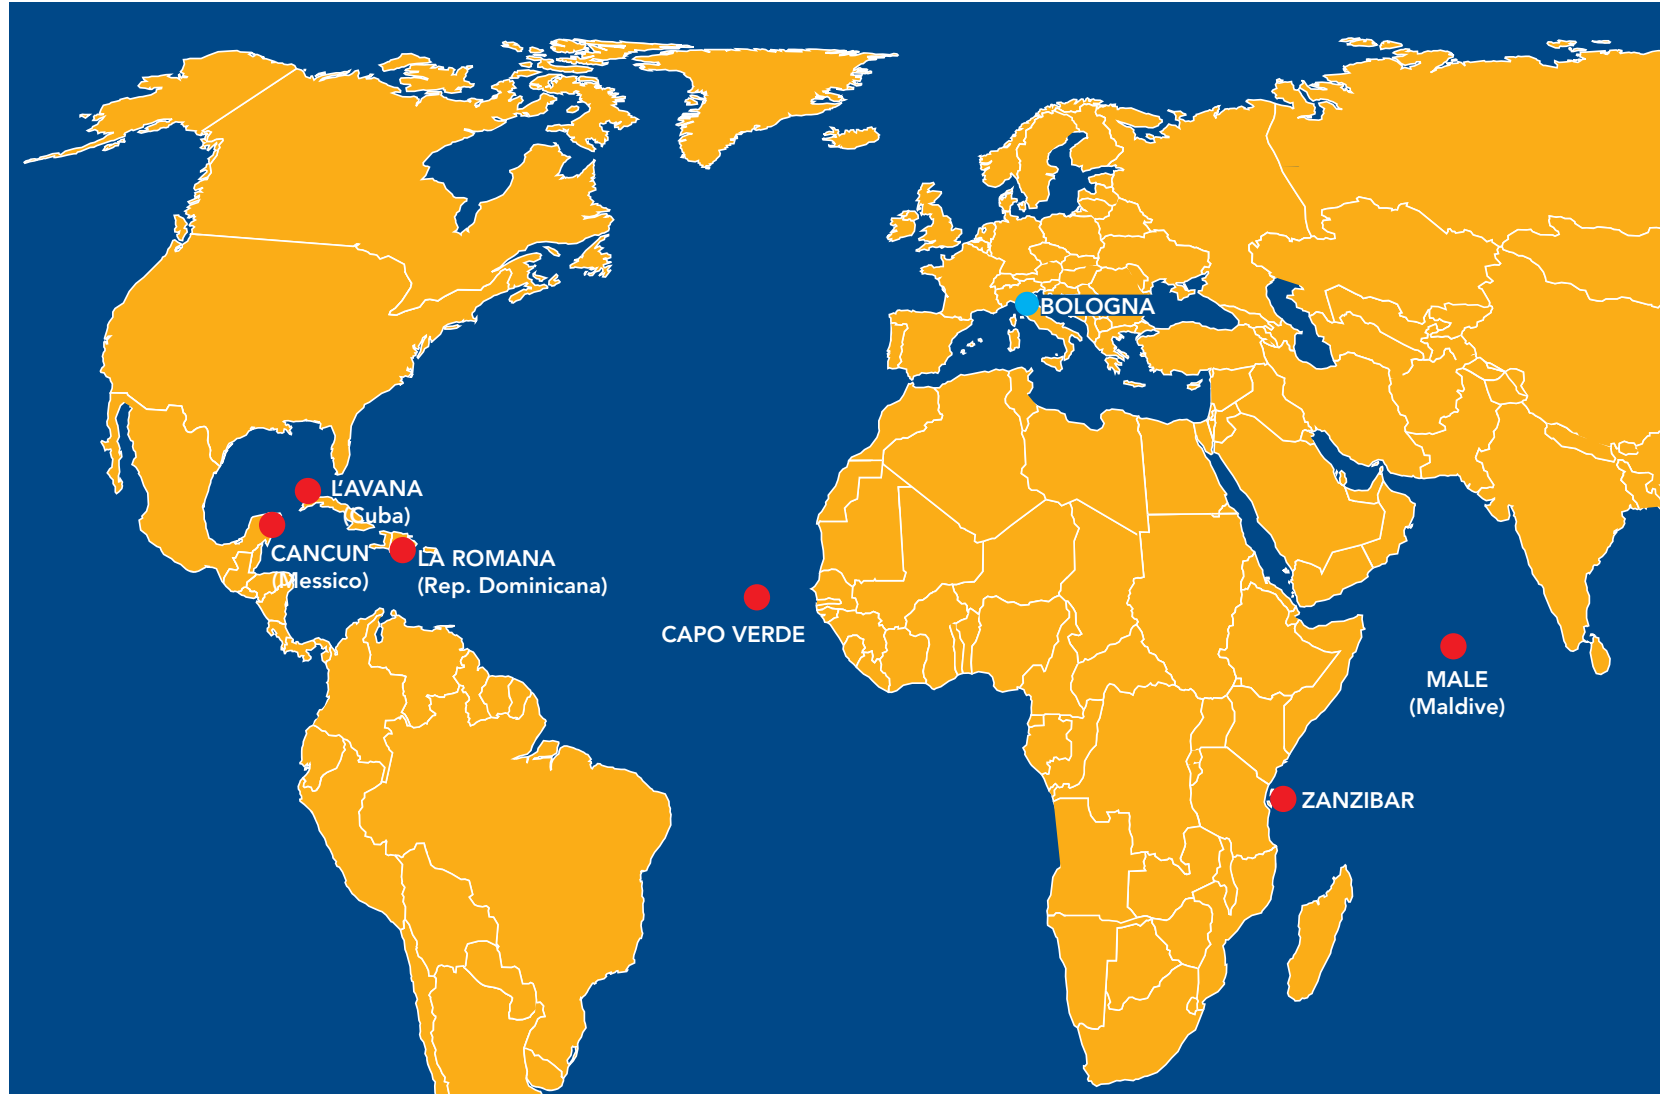 BOLOGNA
L'AVANA
(Cuba)
CANCUN
(Messico)
LA ROMANA
(Rep. Dominicana)
CAPO VERDE
MALE
(Maldive)
ZANZIBAR